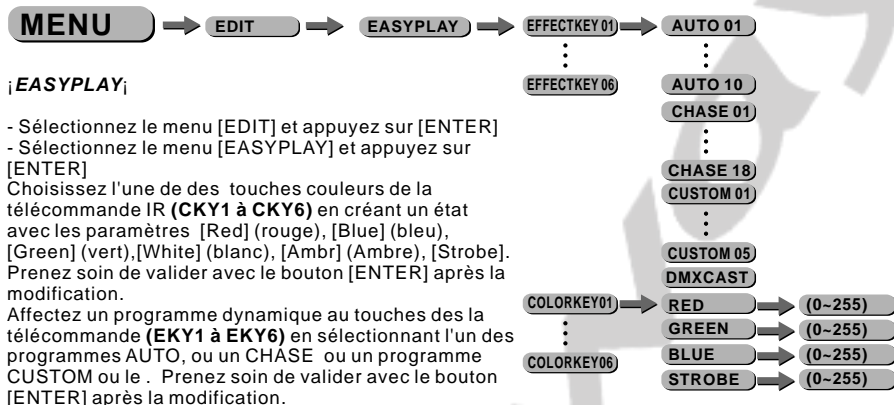 MENU EDIT EASYPLAY EFFECTKEY 01) AUTO 01
EFFECTKEY 06) AUTO 10
CHASE 01)
CHASE 18)
CUSTOM 01)
CUSTOM 05)
DMXCAST
COLORKEY01) RED (0~255)
GREEN (0~255)
BLUE (0~255)
COLORKEY06) STROBE (0~255)
¡EASYPLAY¡
- Sélectionnez le menu [EDIT] et appuyez sur [ENTER]
- Sélectionnez le menu [EASYPLAY] et appuyez sur
[ENTER]
Choisissez l'une de des touches couleurs de la
télécommande IR (CKY1 à CKY6) en créant un état
avec les paramètres [Red] (rouge), [Blue] (bleu),
[Green] (vert),[White] (blanc), [Ambr] (Ambre), [Strobe].
Prenez soin de valider avec le bouton [ENTER] après la
modification.
Affectez un programme dynamique au touches des la
télécommande (EKY1 à EKY6) en sélectionnant l'un des
programmes AUTO, ou un CHASE ou un programme
CUSTOM ou le . Prenez soin de valider avec le bouton
[ENTER] après la modification.